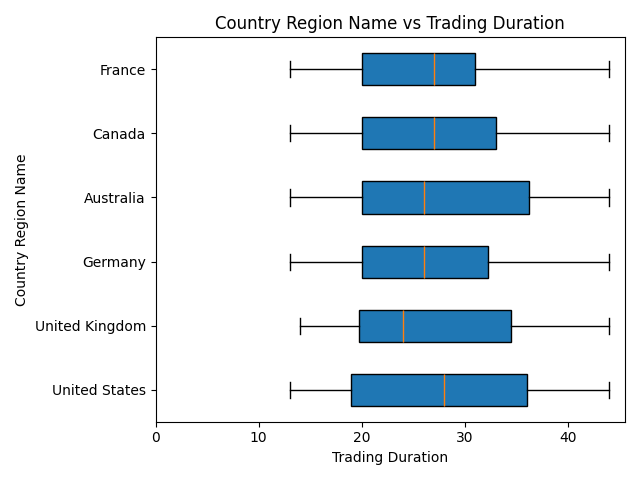 Country Region Name vs Trading Duration
France
Canada
Australia
Germany
United Kingdom
United States
Country Region Name
0 10 20 30 40
Trading Duration